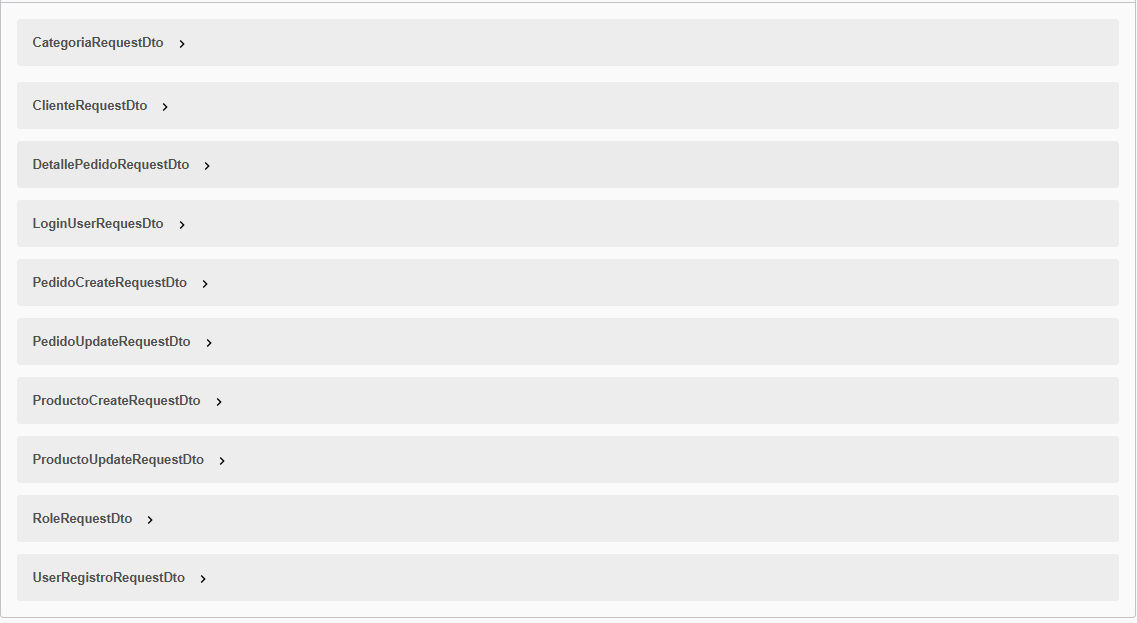 CategoriaRequestDto
ClienteRequestDto
DetallePedidoRequestDto
LoginUserRequesDto
PedidoCreateRequestDto
PedidoUpdateRequestDto
ProductoCreateRequestDto
ProductoUpdateRequestDto
RoleRequestDto
UserRegistroRequestDto